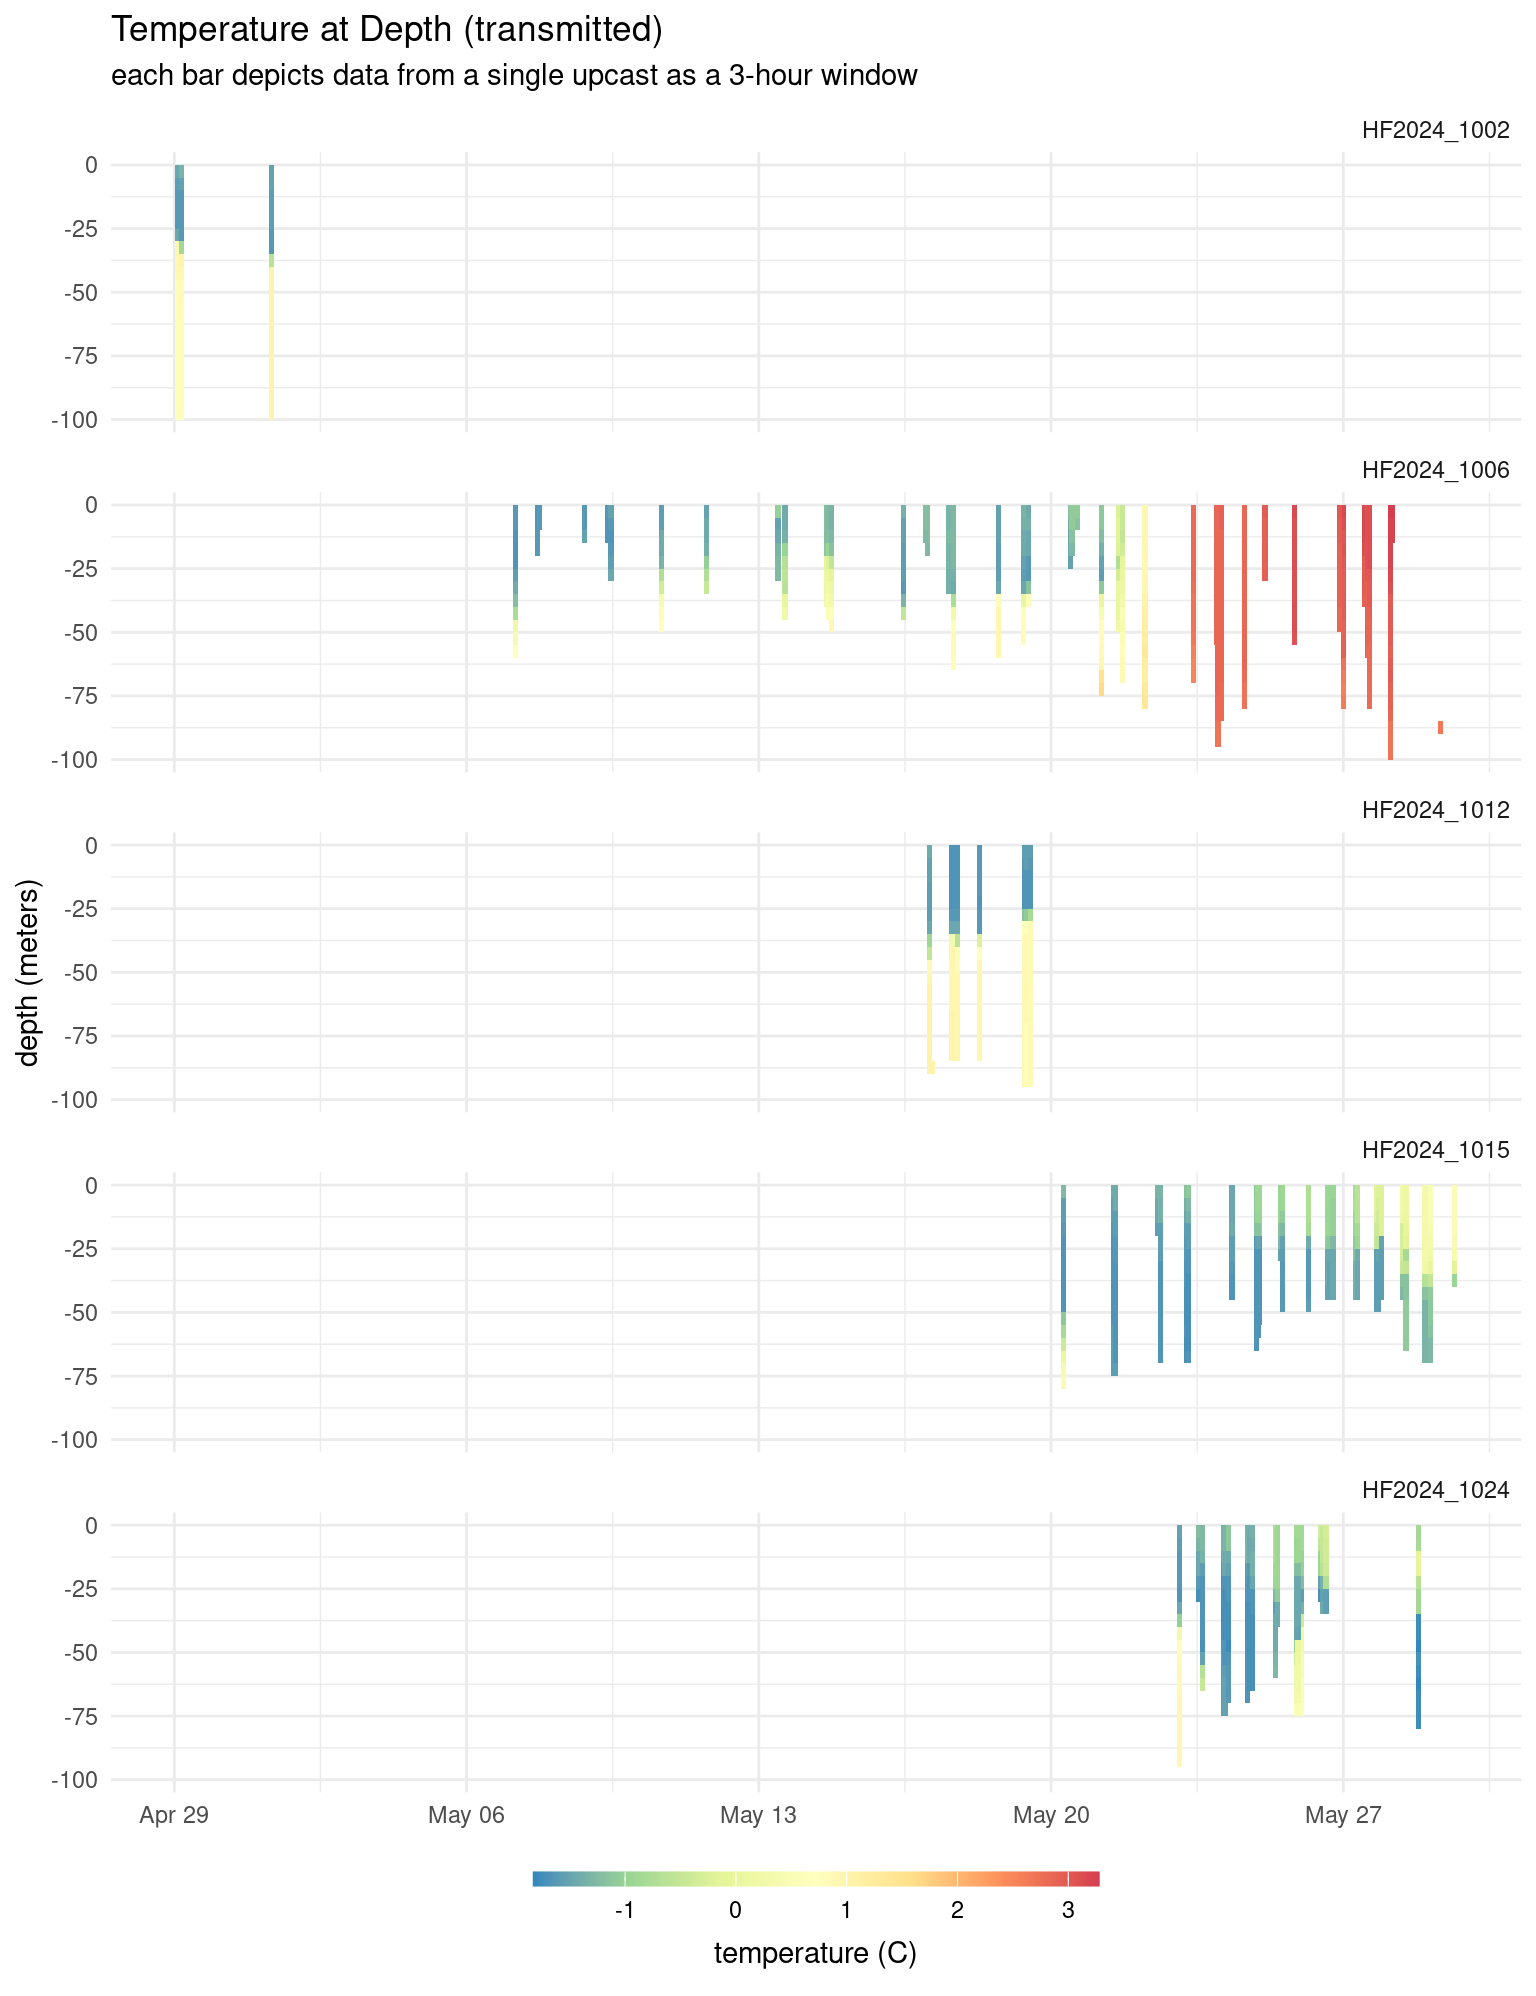 Temperature at Depth (transmitted)
each bar depicts data from a single upcast as a 3-hour window
HF2024_1002
0
-25
-50
-75
-100
HF2024_1006
0
-25
-50
-75
-100
HF2024_1012
0
-25
-50
-75
-100
depth (meters)
HF2024_1015
0
-25
-50
-75
-100
HF2024_1024
0
-25
-50
-75
-100
Apr 29 May 06 May 13 May 20 May 27
-1 0 1 2 3
temperature (C)